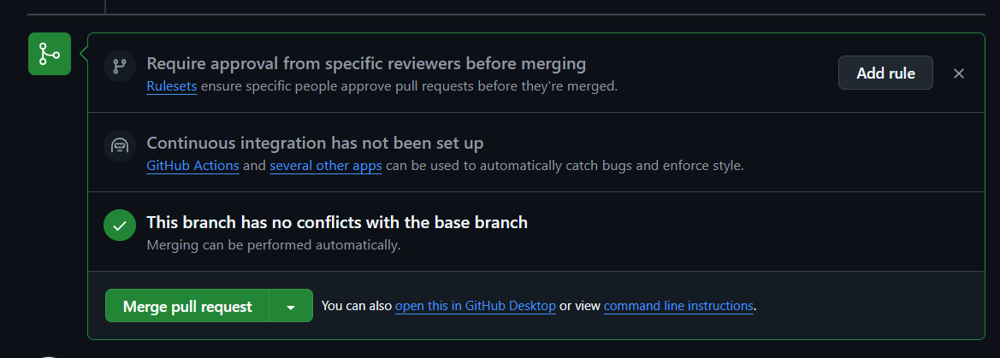 Require approval from specific reviewers before merging
Add rule
Rulesets ensure specific people approve pull requests before they're merged.
Continuous integration has not been set up
GitHub Actions and several other apps can be used to automatically catch bugs and enforce style.
This branch has no conflicts with the base branch
Merging can be performed automatically.
Merge pull request
You can also open this in GitHub Desktop or view command line instructions.